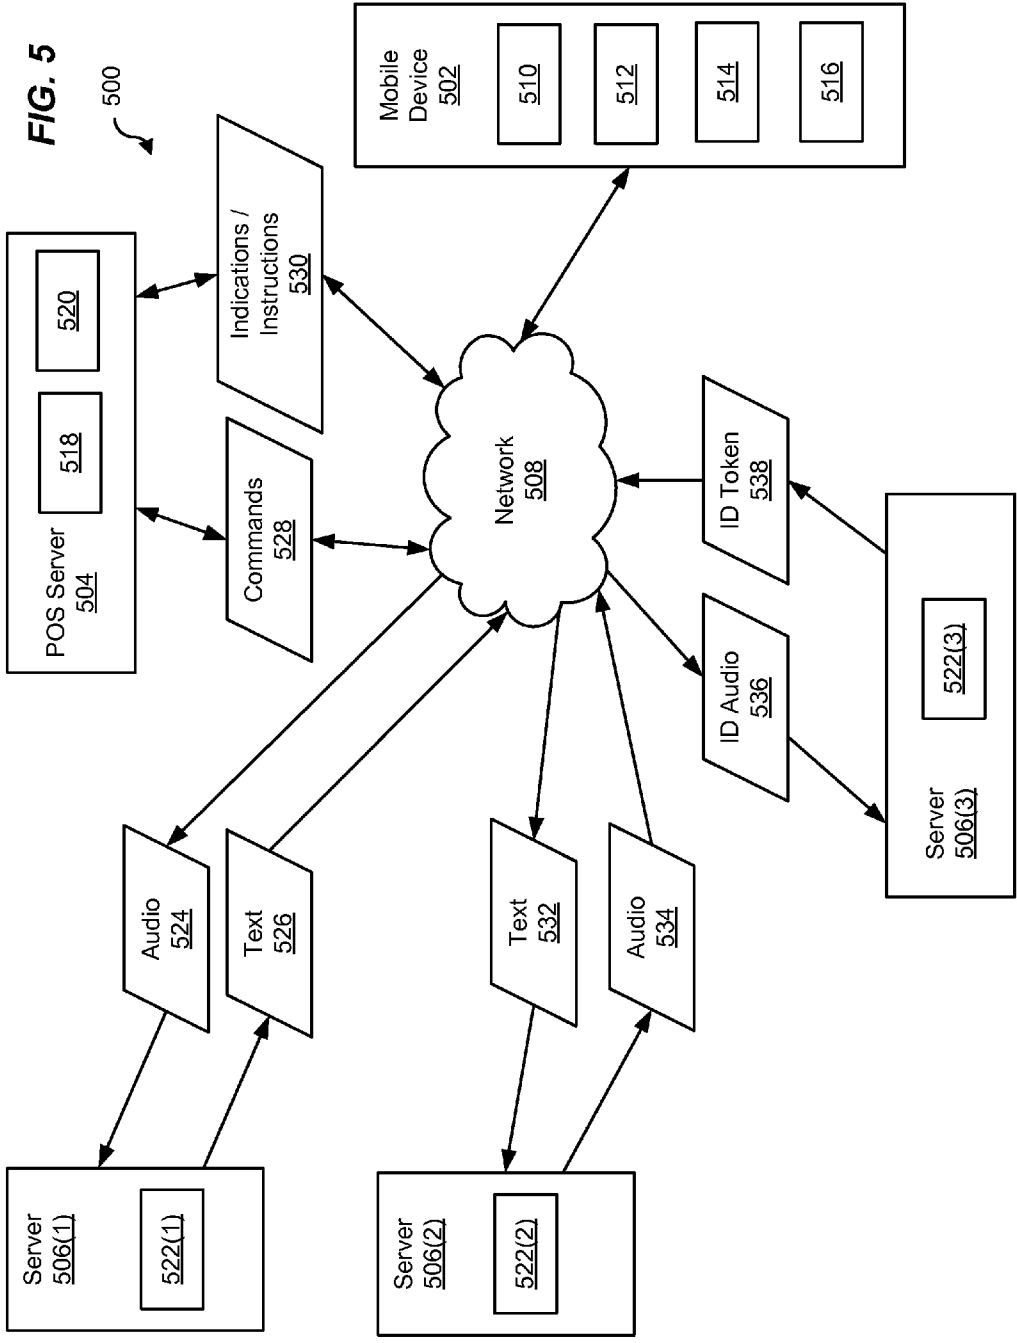 FIG. 5
500
POS Server
504
518
520
Commands
528
Indications /
Instructions
530
Mobile
Device
502
510
512
514
516
Network
508
Audio
524
Text
526
Server
506(1)
522(1)
Text
532
Audio
534
Server
506(2)
522(2)
ID Audio
536
ID Token
538
Server
506(3)
522(3)